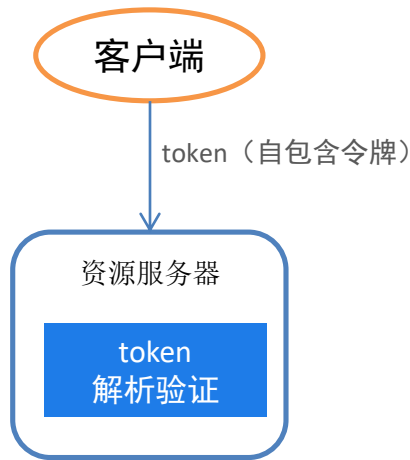 客户端
token（自包含令牌）
资源服务器
token
解析验证